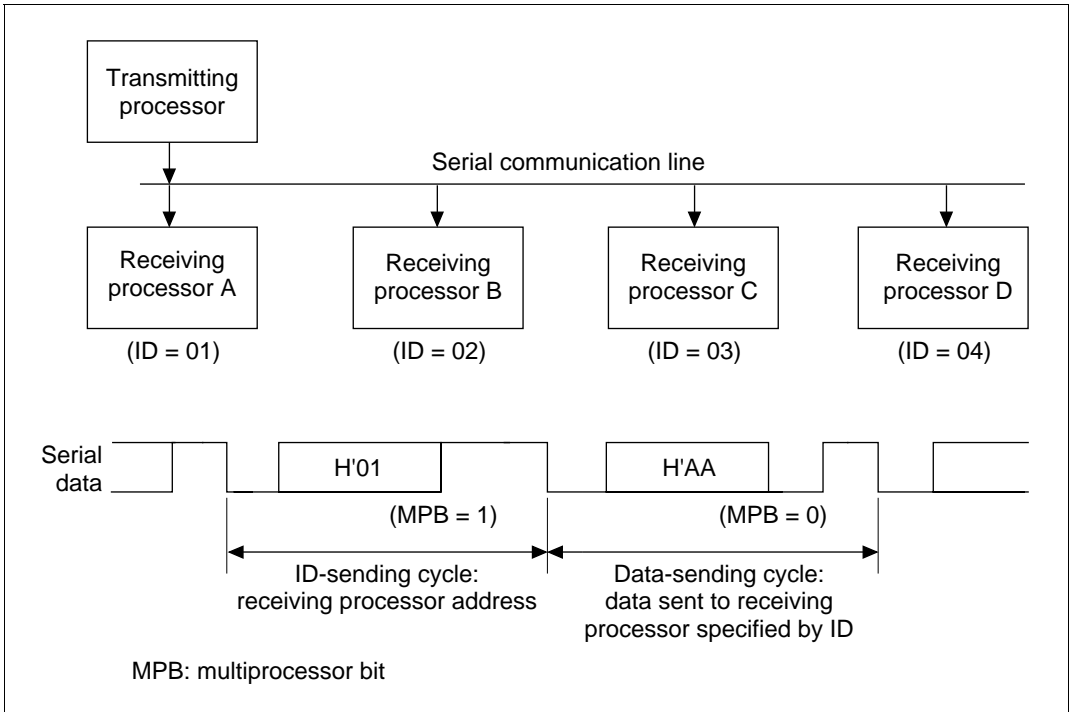 Transmitting
processor
Serial communication line
Receiving
processor A
Receiving
processor B
Receiving
processor C
Receiving
processor D
(ID = 01)
(ID = 02)
(ID = 03)
(ID = 04)
Serial
data
H'01
H'AA
(MPB = 1)
(MPB = 0)
ID-sending cycle:
receiving processor address
Data-sending cycle:
data sent to receiving
processor specified by ID
MPB: multiprocessor bit